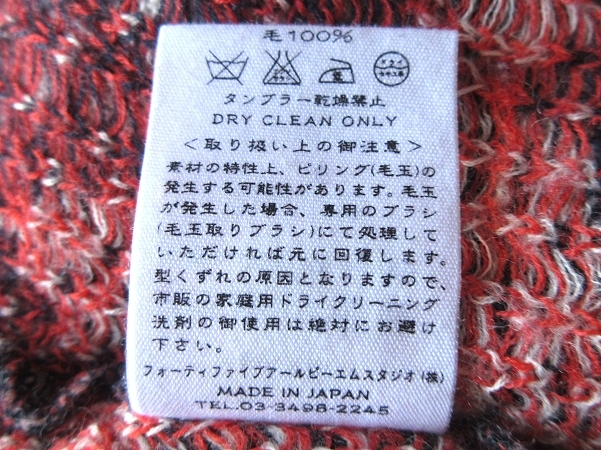 毛100%
タンブラー乾燥禁止
DRY CLEAN ONLY
＜取り扱い上の御注意＞
素材の特性上、ピリング(毛玉)の
発生する可能性があります。毛玉
が発生した場合、専用のブラシ
(毛玉取りブラシ)にて処理して
いただければ元に回復します。
型くずれの原因となりますので、
市販の家庭用ドライクリーニング
洗剤の御使用は絶対にお避け
下さい。
フォーティファイブアールピーエムスタジオ(株)
MADE IN JAPAN
TEL.03-3498-2245